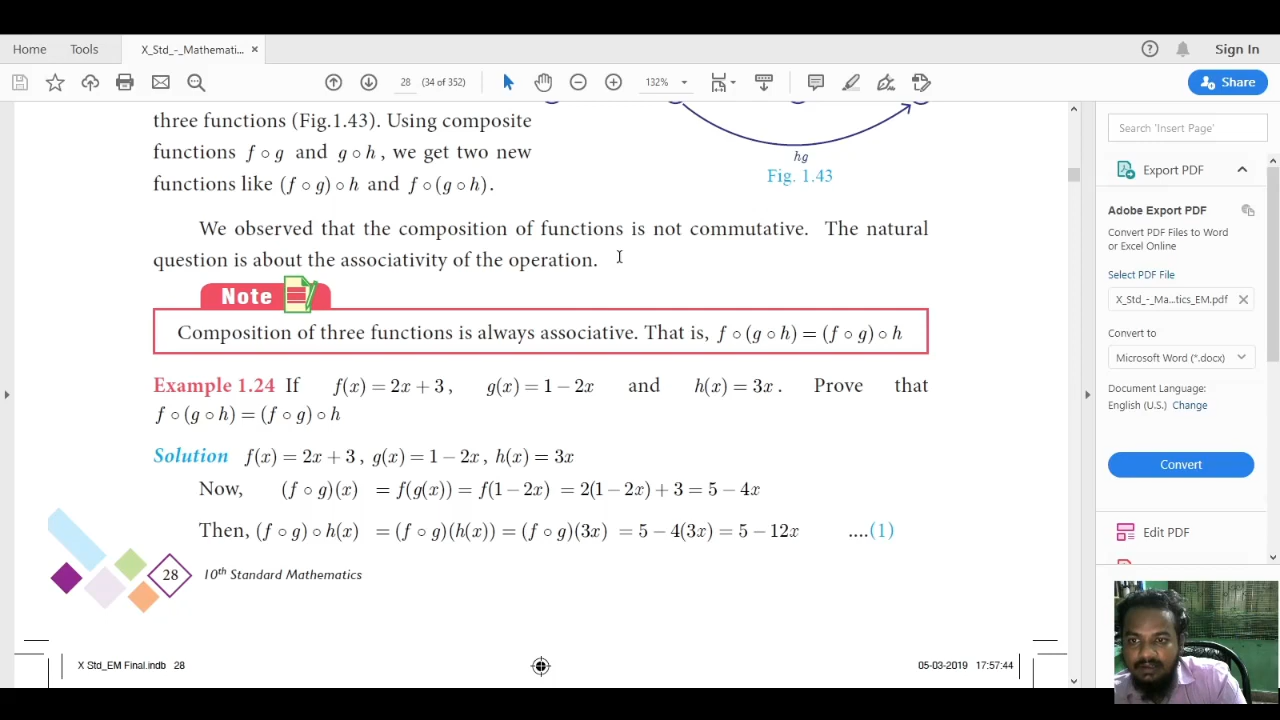 Home Tools X_Std_-_Mathemati... × Sign In
28 (34 of 352) 132% Share
three functions (Fig.1.43). Using composite
functions f ∘ g and g ∘ h, we get two new
functions like (f ∘ g) ∘ h and f ∘ (g ∘ h).
hg
Fig. 1.43
We observed that the composition of functions is not commutative. The natural
question is about the associativity of the operation.
Note
Composition of three functions is always associative. That is, f ∘ (g ∘ h) = (f ∘ g) ∘ h
Example 1.24 If f(x) = 2x + 3, g(x) = 1 − 2x and h(x) = 3x. Prove that
f ∘ (g ∘ h) = (f ∘ g) ∘ h
Solution f(x) = 2x + 3, g(x) = 1 − 2x, h(x) = 3x
Now, (f ∘ g)(x) = f(g(x)) = f(1 − 2x) = 2(1 − 2x) + 3 = 5 − 4x
Then, (f ∘ g) ∘ h(x) = (f ∘ g)(h(x)) = (f ∘ g)(3x) = 5 − 4(3x) = 5 − 12x ....(1)
28 10th Standard Mathematics
X Std_EM Final.indb 28 05-03-2019 17:57:44
Search 'Insert Page'
Export PDF
Adobe Export PDF
Convert PDF Files to Word
or Excel Online
Select PDF File
X_Std_-_Ma...tics_EM.pdf ×
Convert to
Microsoft Word (*.docx)
Document Language:
English (U.S.) Change
Convert
Edit PDF